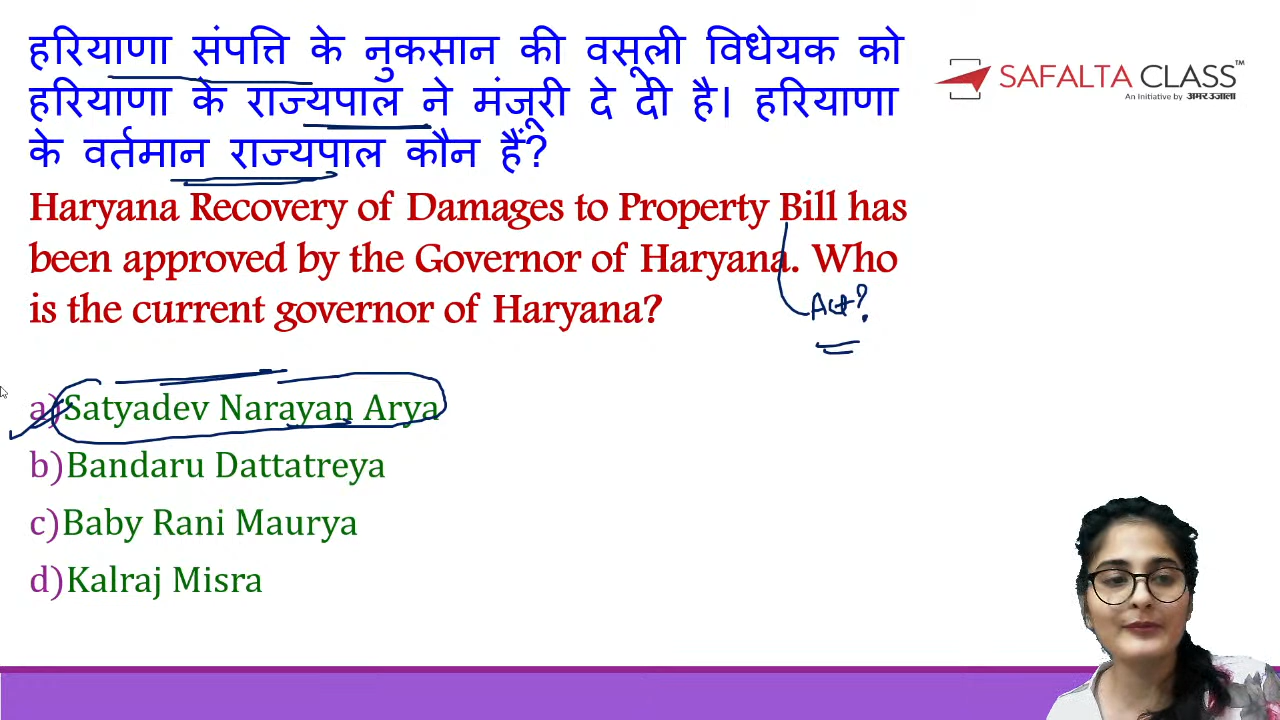 हरियाणा संपत्ति के नुकसान की वसूली विधेयक को
हरियाणा के राज्यपाल ने मंजूरी दे दी है। हरियाणा
के वर्तमान राज्यपाल कौन हैं?
SAFALTA CLASS™
An Initiative by अमर उजाला
Haryana Recovery of Damages to Property Bill has
been approved by the Governor of Haryana. Who
is the current governor of Haryana?
Act?
a)Satyadev Narayan Arya
b)Bandaru Dattatreya
c)Baby Rani Maurya
d)Kalraj Misra